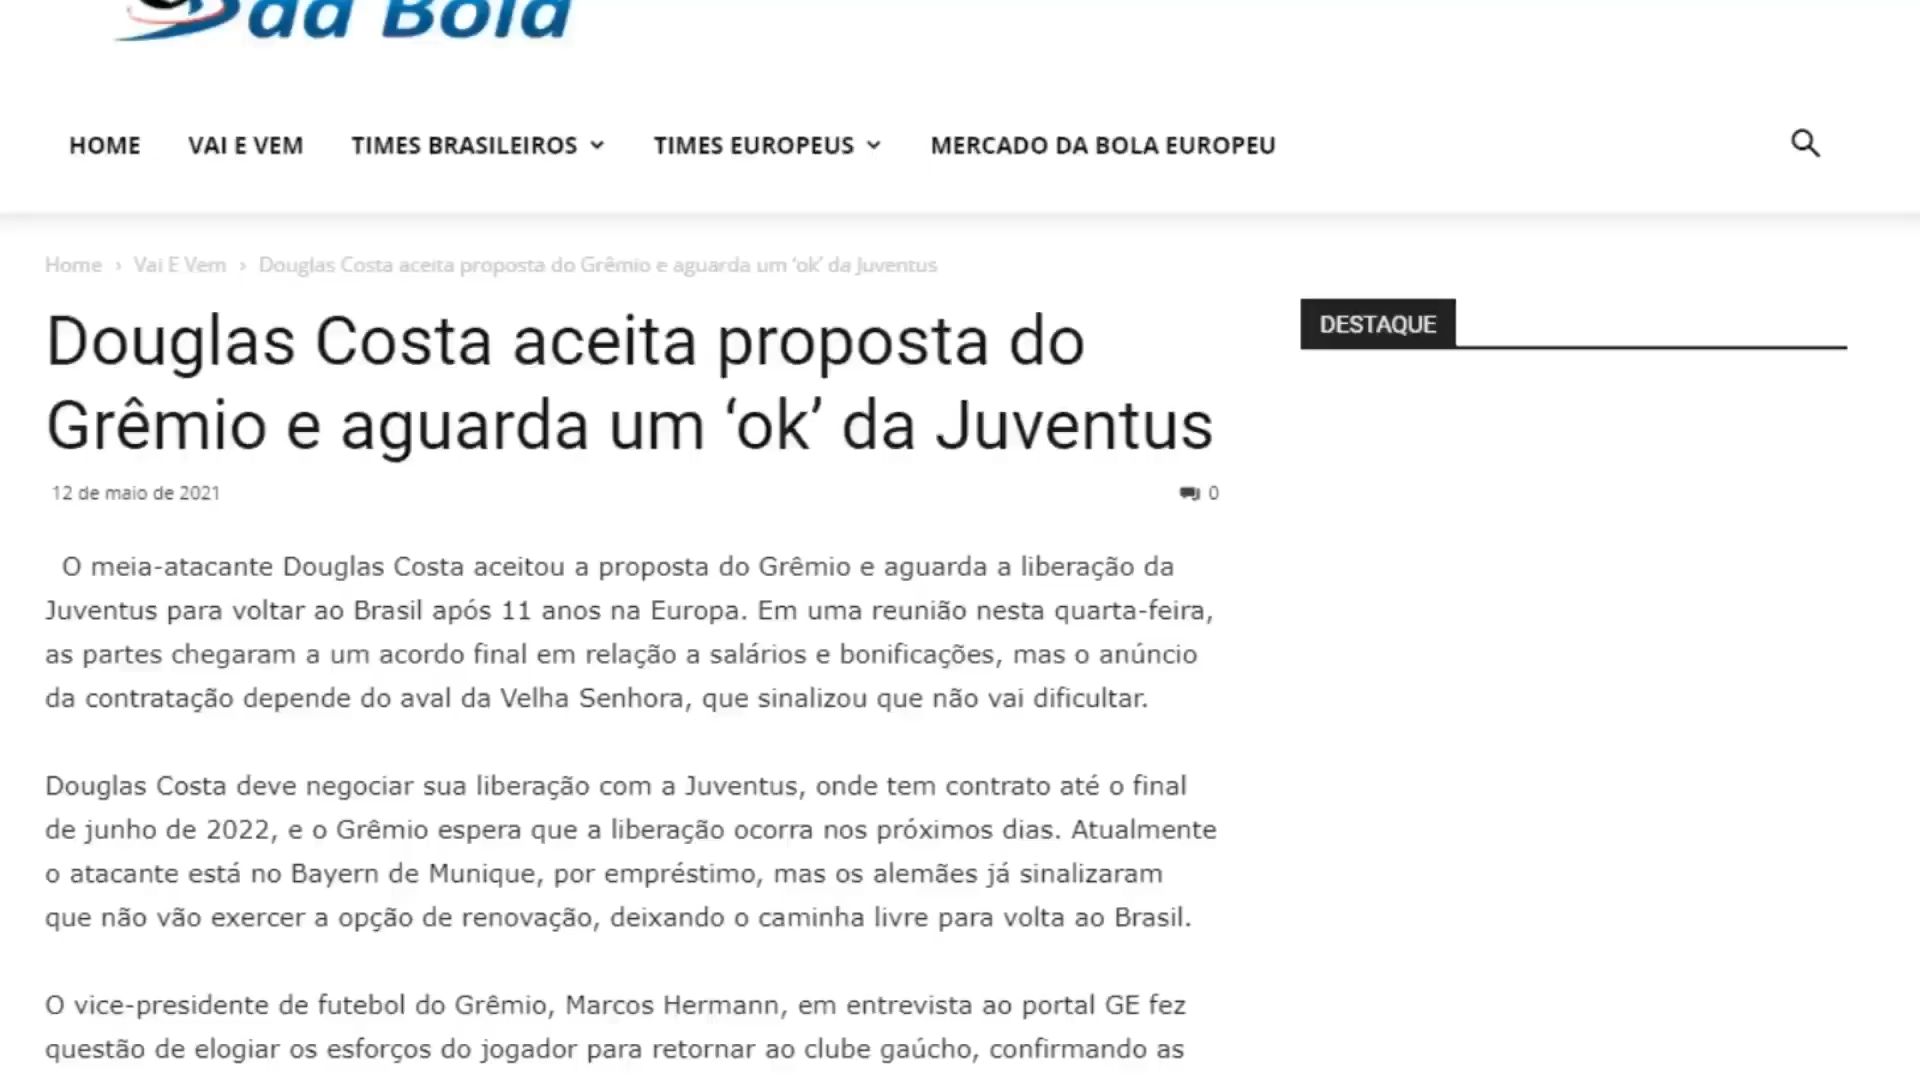 da Bola
HOME VAI E VEM TIMES BRASILEIROS TIMES EUROPEUS MERCADO DA BOLA EUROPEU
Home › Vai E Vem › Douglas Costa aceita proposta do Grêmio e aguarda um ‘ok’ da Juventus
Douglas Costa aceita proposta do
Grêmio e aguarda um ‘ok’ da Juventus
DESTAQUE
12 de maio de 2021 0
O meia-atacante Douglas Costa aceitou a proposta do Grêmio e aguarda a liberação da
Juventus para voltar ao Brasil após 11 anos na Europa. Em uma reunião nesta quarta-feira,
as partes chegaram a um acordo final em relação a salários e bonificações, mas o anúncio
da contratação depende do aval da Velha Senhora, que sinalizou que não vai dificultar.
Douglas Costa deve negociar sua liberação com a Juventus, onde tem contrato até o final
de junho de 2022, e o Grêmio espera que a liberação ocorra nos próximos dias. Atualmente
o atacante está no Bayern de Munique, por empréstimo, mas os alemães já sinalizaram
que não vão exercer a opção de renovação, deixando o caminha livre para volta ao Brasil.
O vice-presidente de futebol do Grêmio, Marcos Hermann, em entrevista ao portal GE fez
questão de elogiar os esforços do jogador para retornar ao clube gaúcho, confirmando as